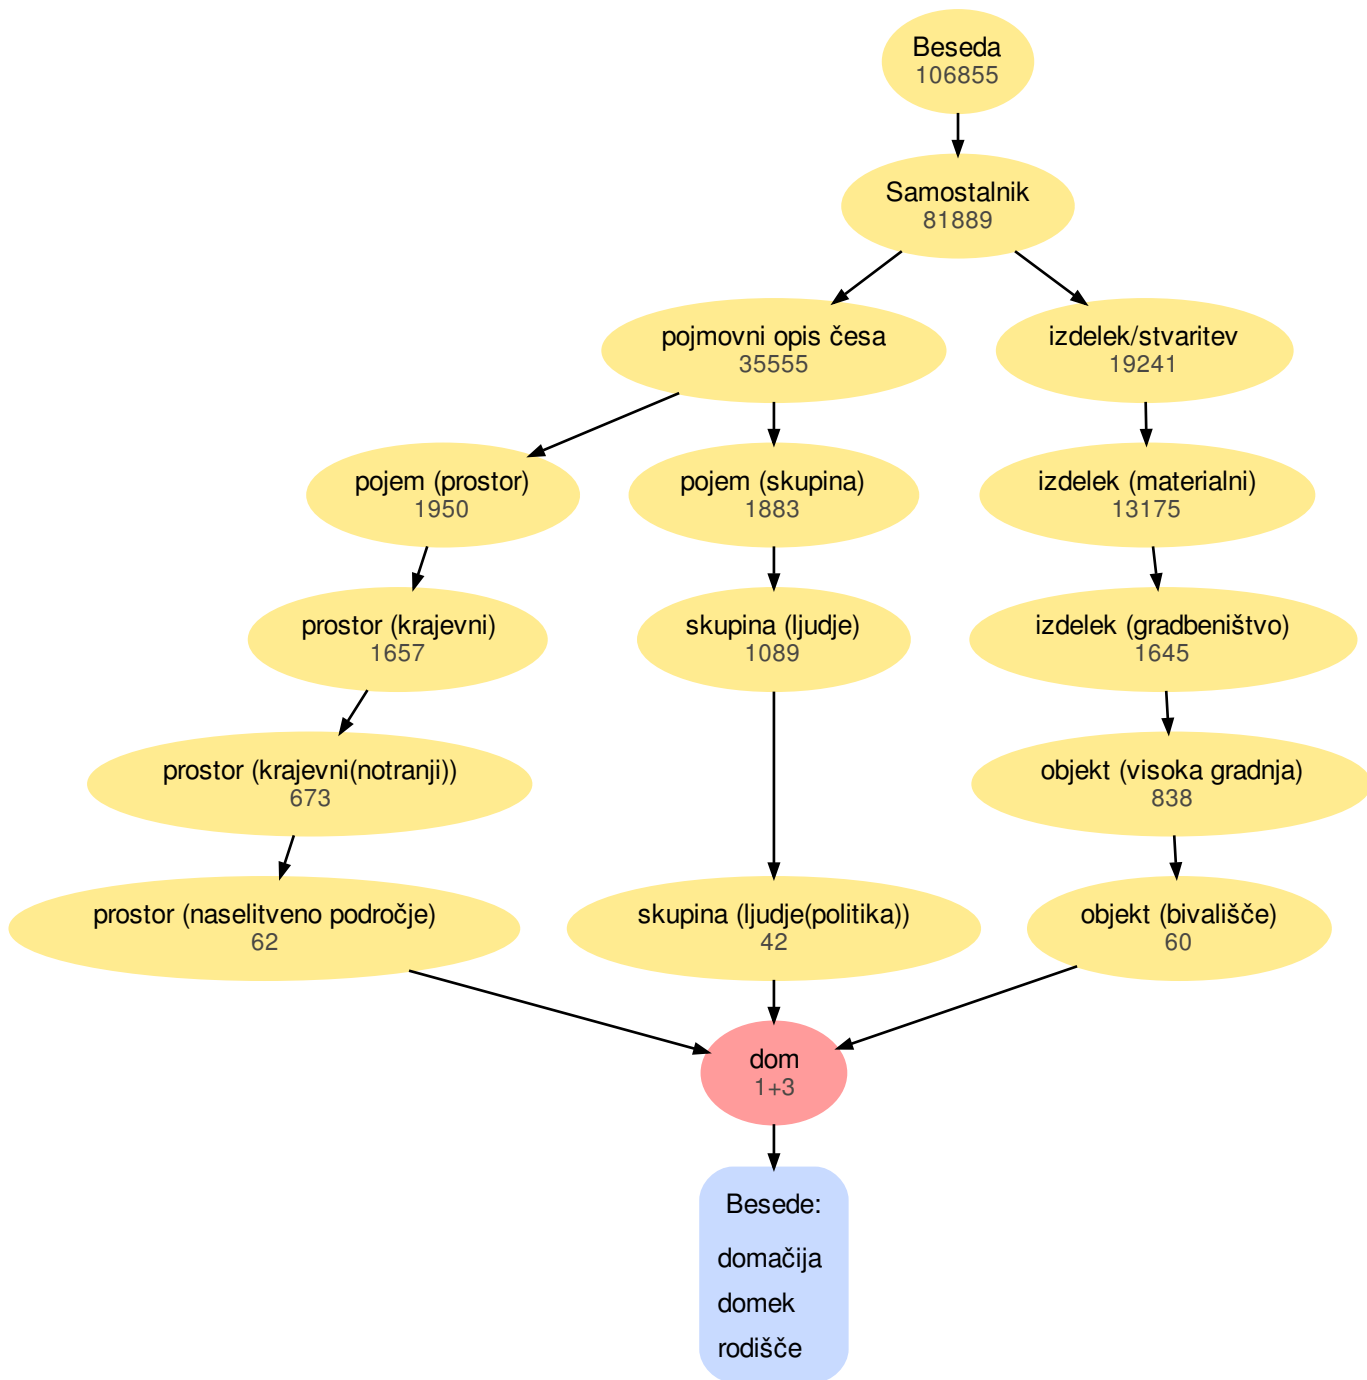 Beseda
106855
Samostalnik
81889
pojmovni opis česa
35555
izdelek/stvaritev
19241
pojem (prostor)
1950
pojem (skupina)
1883
izdelek (materialni)
13175
prostor (krajevni)
1657
skupina (ljudje)
1089
izdelek (gradbeništvo)
1645
prostor (krajevni(notranji))
673
objekt (visoka gradnja)
838
prostor (naselitveno področje)
62
skupina (ljudje(politika))
42
objekt (bivališče)
60
dom
1+3
Besede:
domačija
domek
rodišče